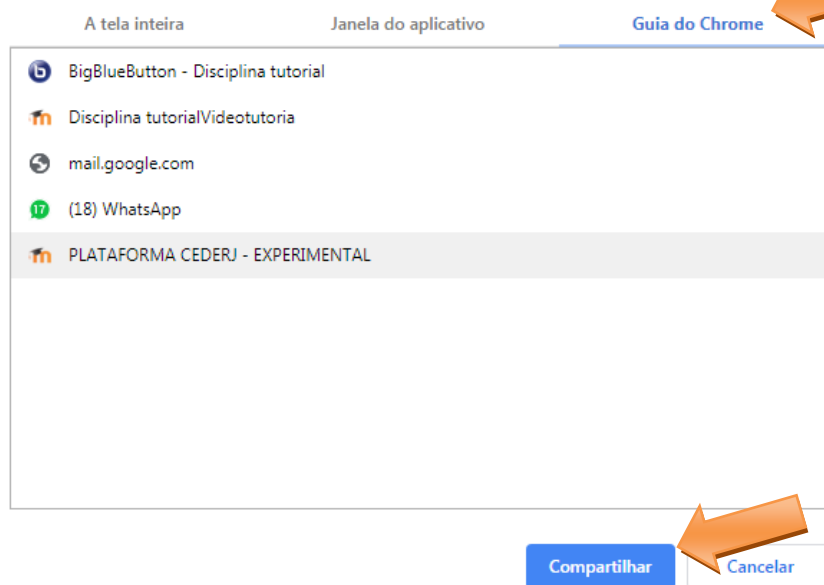 A tela inteira Janela do aplicativo Guia do Chrome
b BigBlueButton - Disciplina tutorial
m Disciplina tutorialVideotutoria
mail.google.com
17 (18) WhatsApp
m PLATAFORMA CEDERJ - EXPERIMENTAL
Compartilhar Cancelar